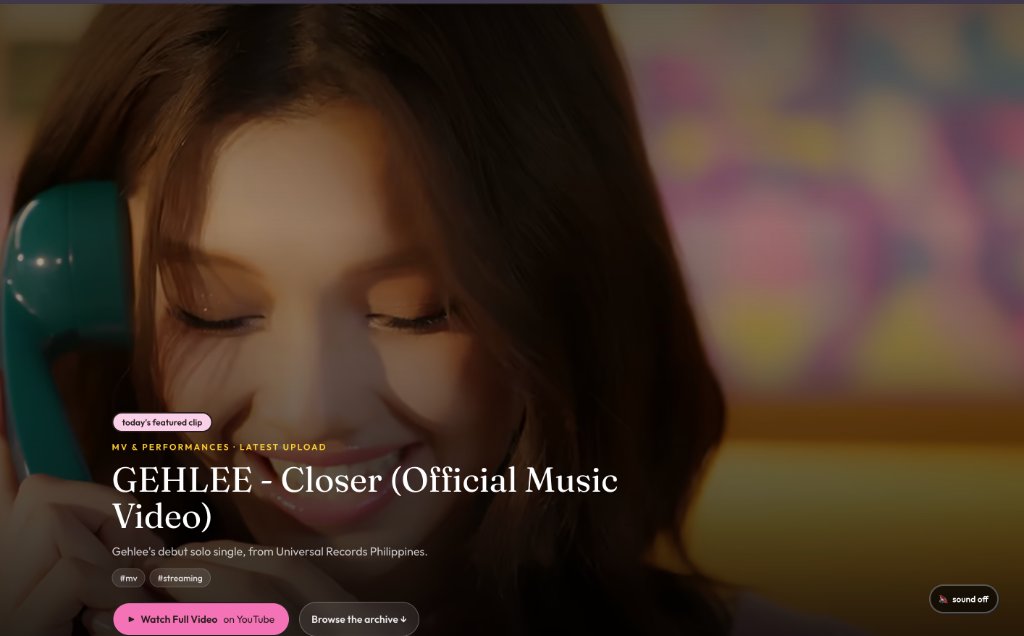 today's featured clip
MV & PERFORMANCES · LATEST UPLOAD
GEHLEE - Closer (Official Music
Video)
Gehlee's debut solo single, from Universal Records Philippines.
#mv #streaming
► Watch Full Video on YouTube Browse the archive ↓
sound off